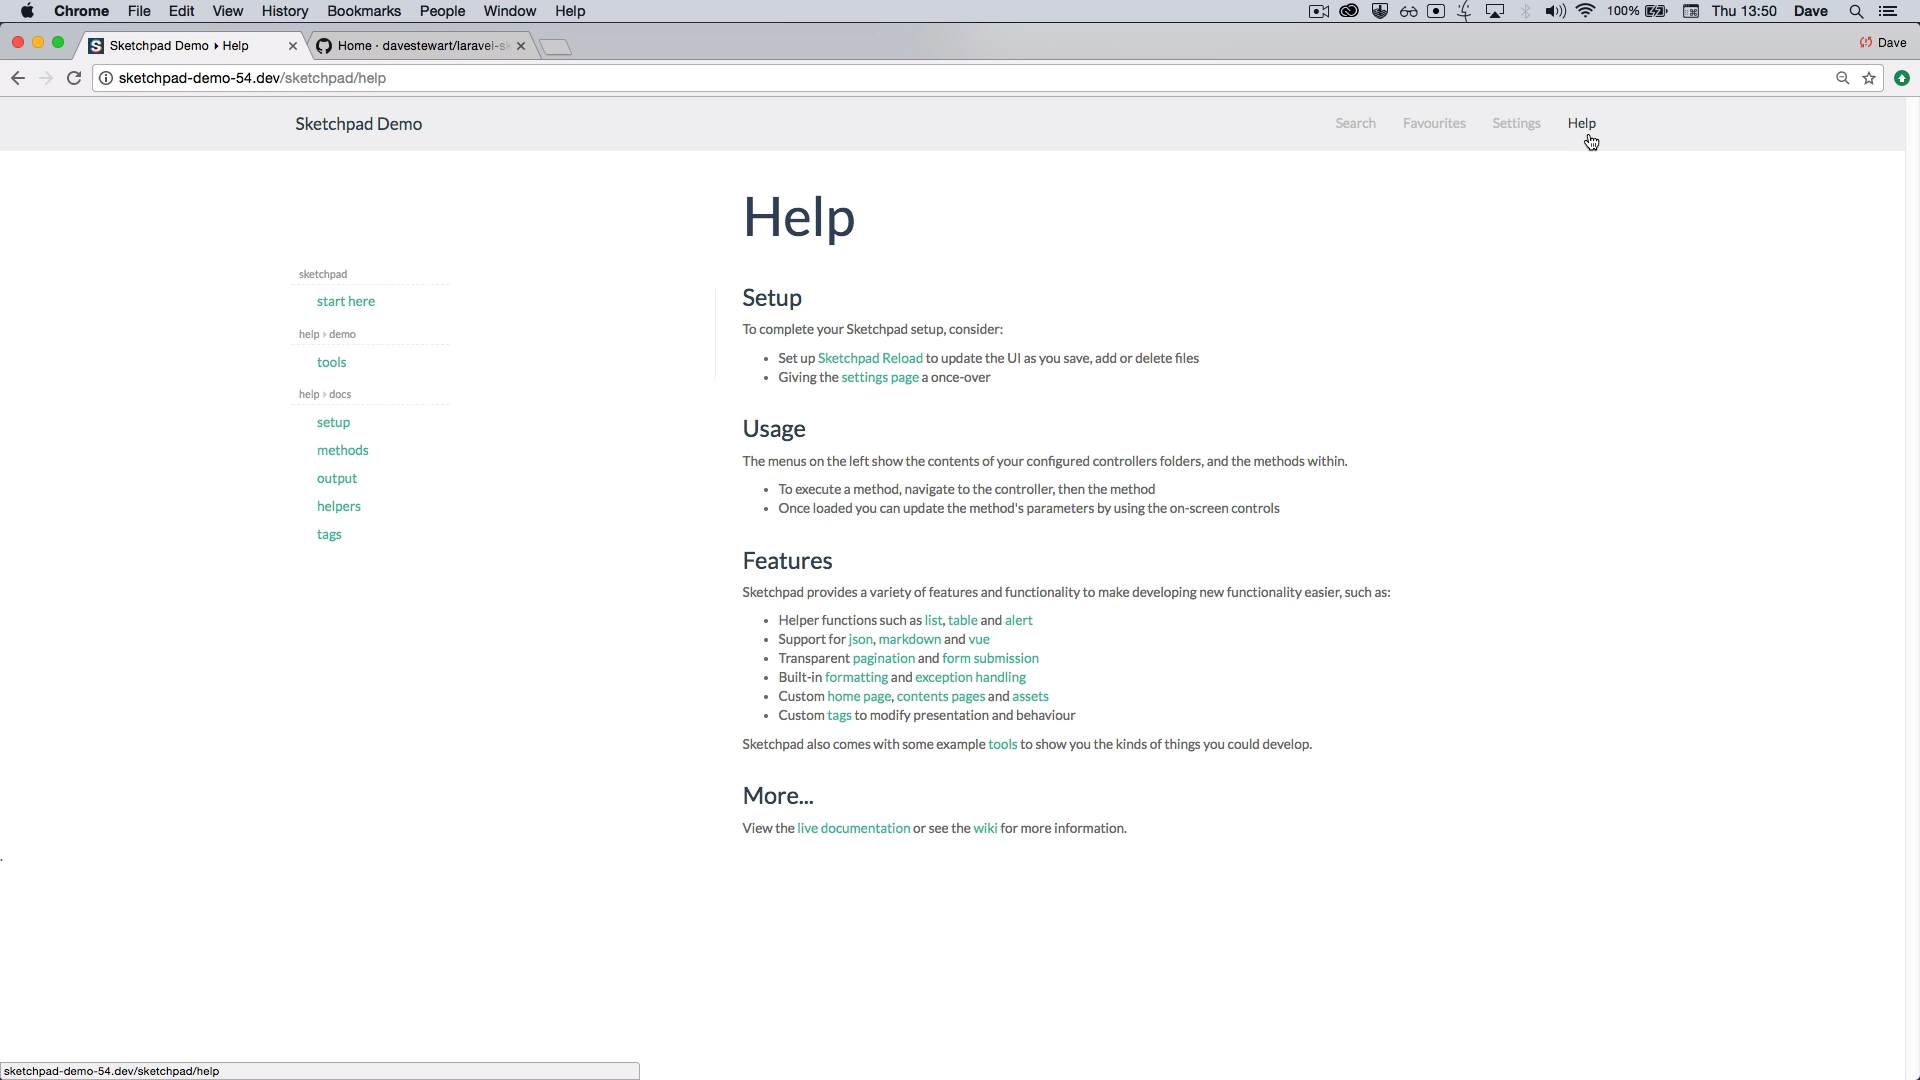 Chrome File Edit View History Bookmarks People Window Help 100% Thu 13:50 Dave
Sketchpad Demo ▸ Help Home · davestewart/laravel-sk Dave
sketchpad-demo-54.dev/sketchpad/help
Sketchpad Demo Search Favourites Settings Help
Help
sketchpad
start here
help ▸ demo
tools
help ▸ docs
setup
methods
output
helpers
tags
Setup
To complete your Sketchpad setup, consider:
• Set up Sketchpad Reload to update the UI as you save, add or delete files
• Giving the settings page a once-over
Usage
The menus on the left show the contents of your configured controllers folders, and the methods within.
• To execute a method, navigate to the controller, then the method
• Once loaded you can update the method's parameters by using the on-screen controls
Features
Sketchpad provides a variety of features and functionality to make developing new functionality easier, such as:
• Helper functions such as list, table and alert
• Support for json, markdown and vue
• Transparent pagination and form submission
• Built-in formatting and exception handling
• Custom home page, contents pages and assets
• Custom tags to modify presentation and behaviour
Sketchpad also comes with some example tools to show you the kinds of things you could develop.
More...
View the live documentation or see the wiki for more information.
sketchpad-demo-54.dev/sketchpad/help